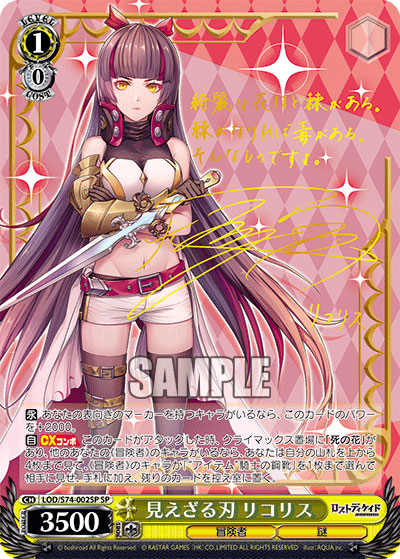 LEVEL
1
0
COST
綺麗な花ほど棘がある。
棘がなければ毒がある。
そんなものですよ。
リコリス
SAMPLE
永 あなたの表向きのマーカーを持つキャラがいるなら、このカードのパワー
を+2000。
自 CXコンボ このカードがアタックした時、クライマックス置場に「死の花」が
あり、他のあなたの《冒険者》のキャラがいるなら、あなたは自分の山札を上から
4枚まで見て、《冒険者》のキャラか「アイテム“騎士の鋼靴”」を1枚まで選んで
相手に見せ、手札に加え、残りのカードを控え室に置く。
CH LOD/S74-002SP SP
見えざる刃 リコリス
ロストディケイド
3500
冒険者
謎
© bushiroad All Rights Reserved. © RASTAR GAMES (HK) CO.,LIMITED ALL RIGHTS RESERVED., © AQUA, inc.